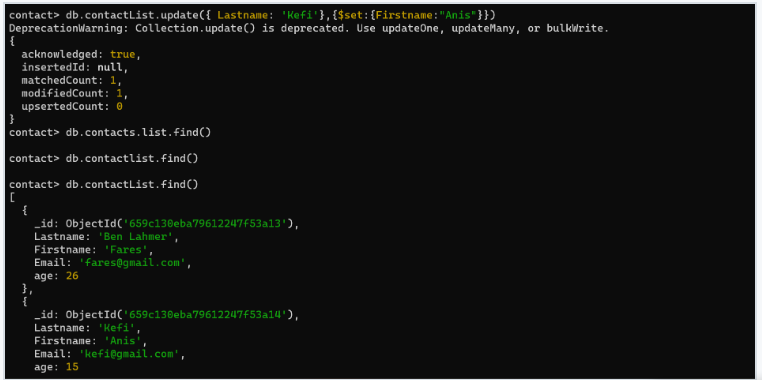 contact> db.contactList.update({ Lastname: 'Kefi'},{$set:{Firstname:"Anis"}})
DeprecationWarning: Collection.update() is deprecated. Use updateOne, updateMany, or bulkWrite.
{
  acknowledged: true,
  insertedId: null,
  matchedCount: 1,
  modifiedCount: 1,
  upsertedCount: 0
}
contact> db.contacts.list.find()
contact> db.contactlist.find()
contact> db.contactList.find()
[
  {
    _id: ObjectId('659c130eba79612247f53a13'),
    Lastname: 'Ben Lahmer',
    Firstname: 'Fares',
    Email: 'fares@gmail.com',
    age: 26
  },
  {
    _id: ObjectId('659c130eba79612247f53a14'),
    Lastname: 'Kefi',
    Firstname: 'Anis',
    Email: 'kefi@gmail.com',
    age: 15